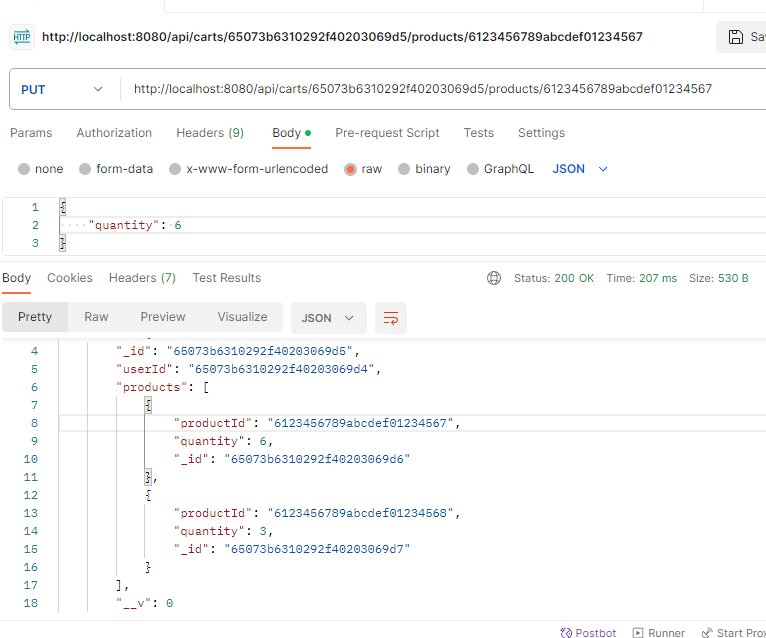 HTTP http://localhost:8080/api/carts/65073b6310292f40203069d5/products/6123456789abcdef01234567
PUT http://localhost:8080/api/carts/65073b6310292f40203069d5/products/6123456789abcdef01234567
Params Authorization Headers (9) Body Pre-request Script Tests Settings
none form-data x-www-form-urlencoded raw binary GraphQL JSON
1 {
2 "quantity": 6
3 }
Body Cookies Headers (7) Test Results Status: 200 OK Time: 207 ms Size: 530 B
Pretty Raw Preview Visualize JSON
4 "_id": "65073b6310292f40203069d5",
5 "userId": "65073b6310292f40203069d4",
6 "products": [
7 {
8 "productId": "6123456789abcdef01234567",
9 "quantity": 6,
10 "_id": "65073b6310292f40203069d6"
11 },
12 {
13 "productId": "6123456789abcdef01234568",
14 "quantity": 3,
15 "_id": "65073b6310292f40203069d7"
16 }
17 ],
18 "__v": 0
Postbot Runner Start